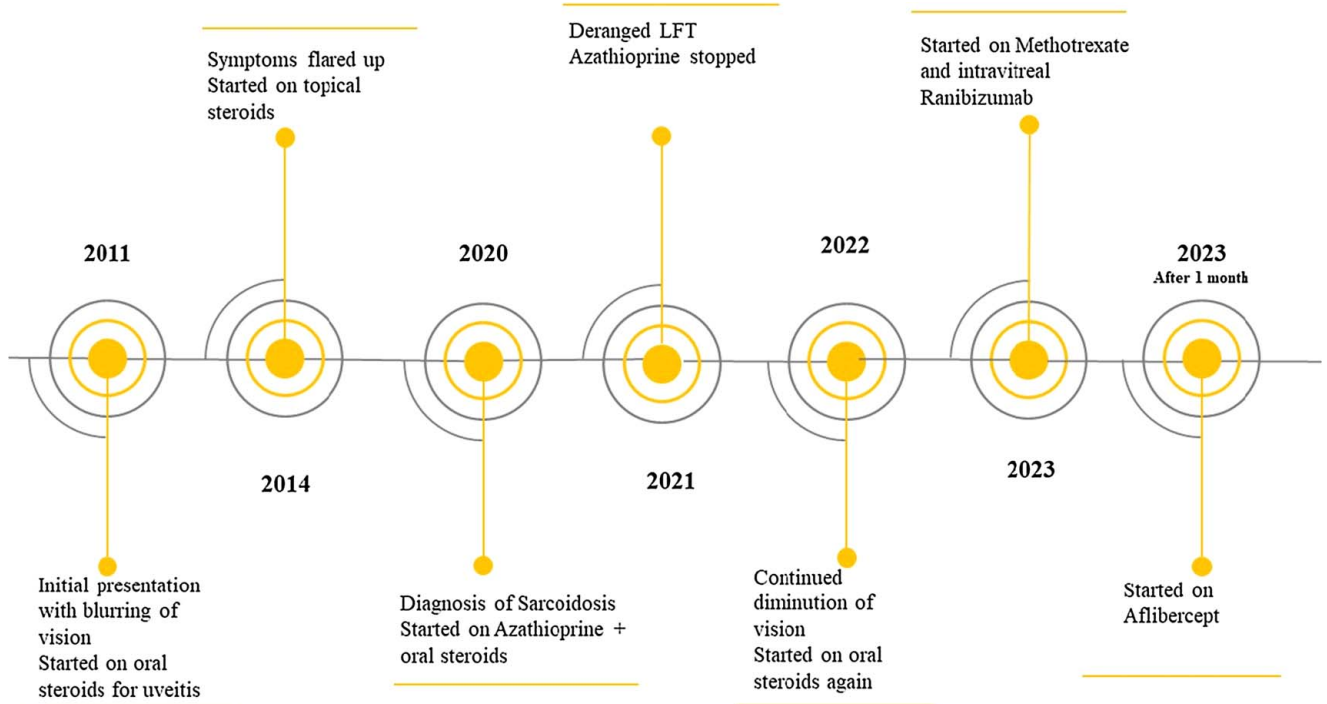 2011
Initial presentation
with blurring of
vision
Started on oral
steroids for uveitis
Symptoms flared up
Started on topical
steroids
2014
2020
Diagnosis of Sarcoidosis
Started on Azathioprine +
oral steroids
Deranged LFT
Azathioprine stopped
2021
2022
Continued
diminution of
vision
Started on oral
steroids again
Started on Methotrexate
and intravitreal
Ranibizumab
2023
2023
After 1 month
Started on
Aflibercept